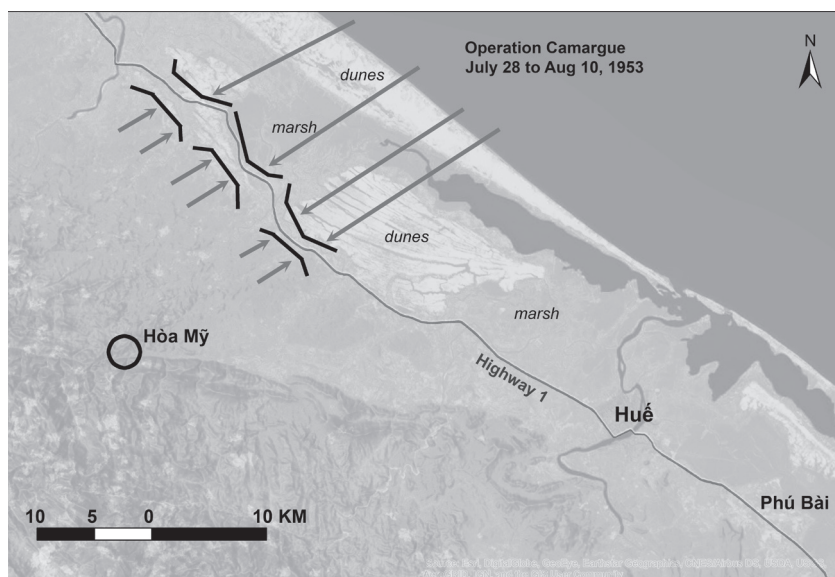 Operation Camargue
July 28 to Aug 10, 1953
N
dunes
marsh
dunes
marsh
Hòa Mỹ
Highway 1
Huế
Phú Bài
10 5 0 10 KM